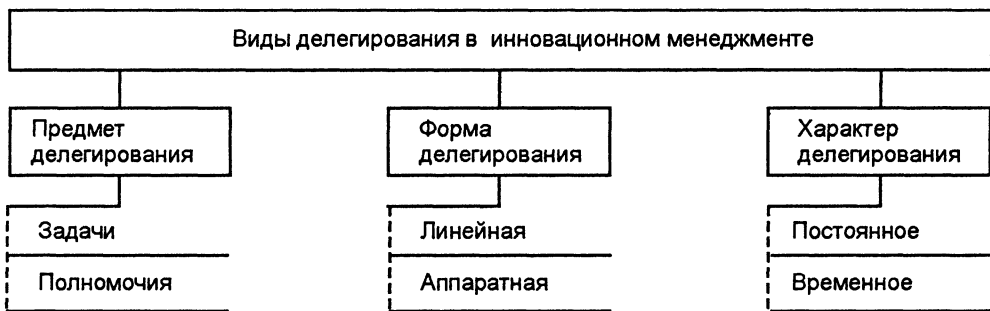 Виды делегирования в инновационном менеджменте
Предмет
делегирования
Форма
делегирования
Характер
делегирования
Задачи
Полномочия
Линейная
Аппаратная
Постоянное
Временное